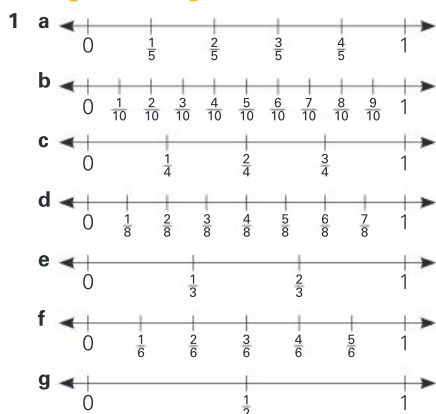 1 a
0 1/5 2/5 3/5 4/5 1
b
0 1/10 2/10 3/10 4/10 5/10 6/10 7/10 8/10 9/10 1
c
0 1/4 2/4 3/4 1
d
0 1/8 2/8 3/8 4/8 5/8 6/8 7/8 1
e
0 1/3 2/3 1
f
0 1/6 2/6 3/6 4/6 5/6 1
g
0 1/2 1